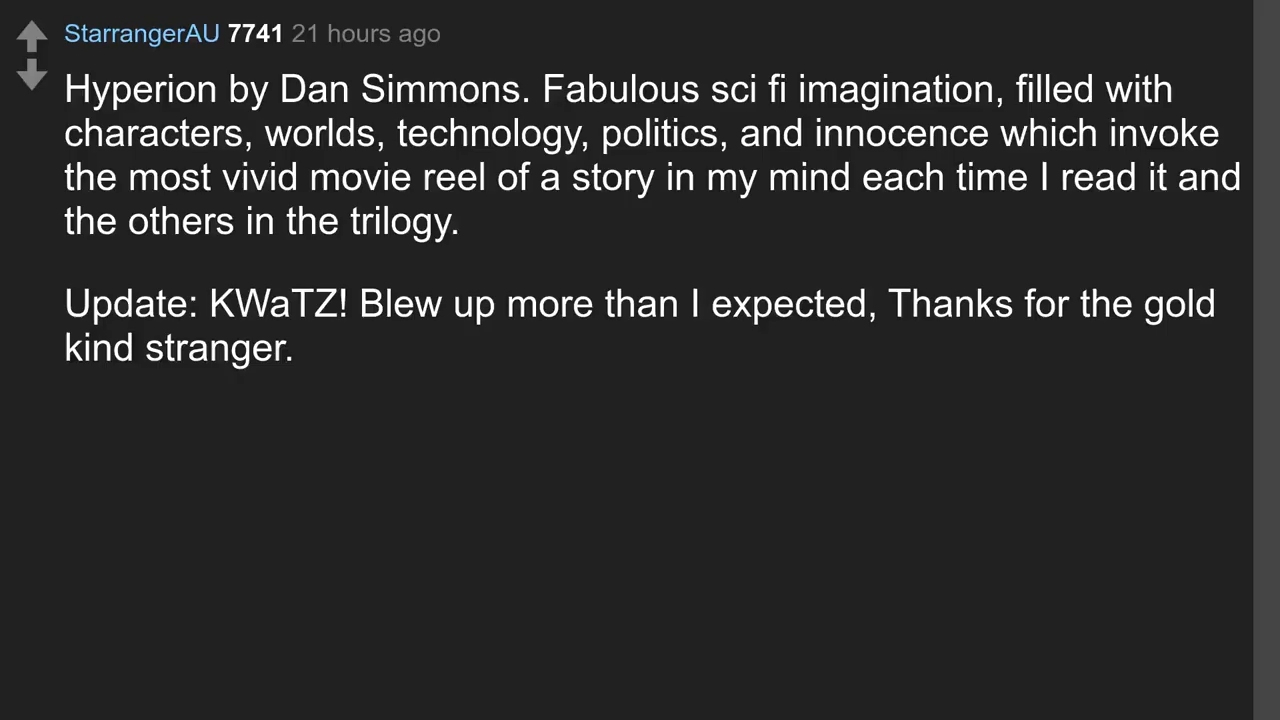 StarrangerAU 7741 21 hours ago
Hyperion by Dan Simmons. Fabulous sci fi imagination, filled with
characters, worlds, technology, politics, and innocence which invoke
the most vivid movie reel of a story in my mind each time I read it and
the others in the trilogy.
Update: KWaTZ! Blew up more than I expected, Thanks for the gold
kind stranger.